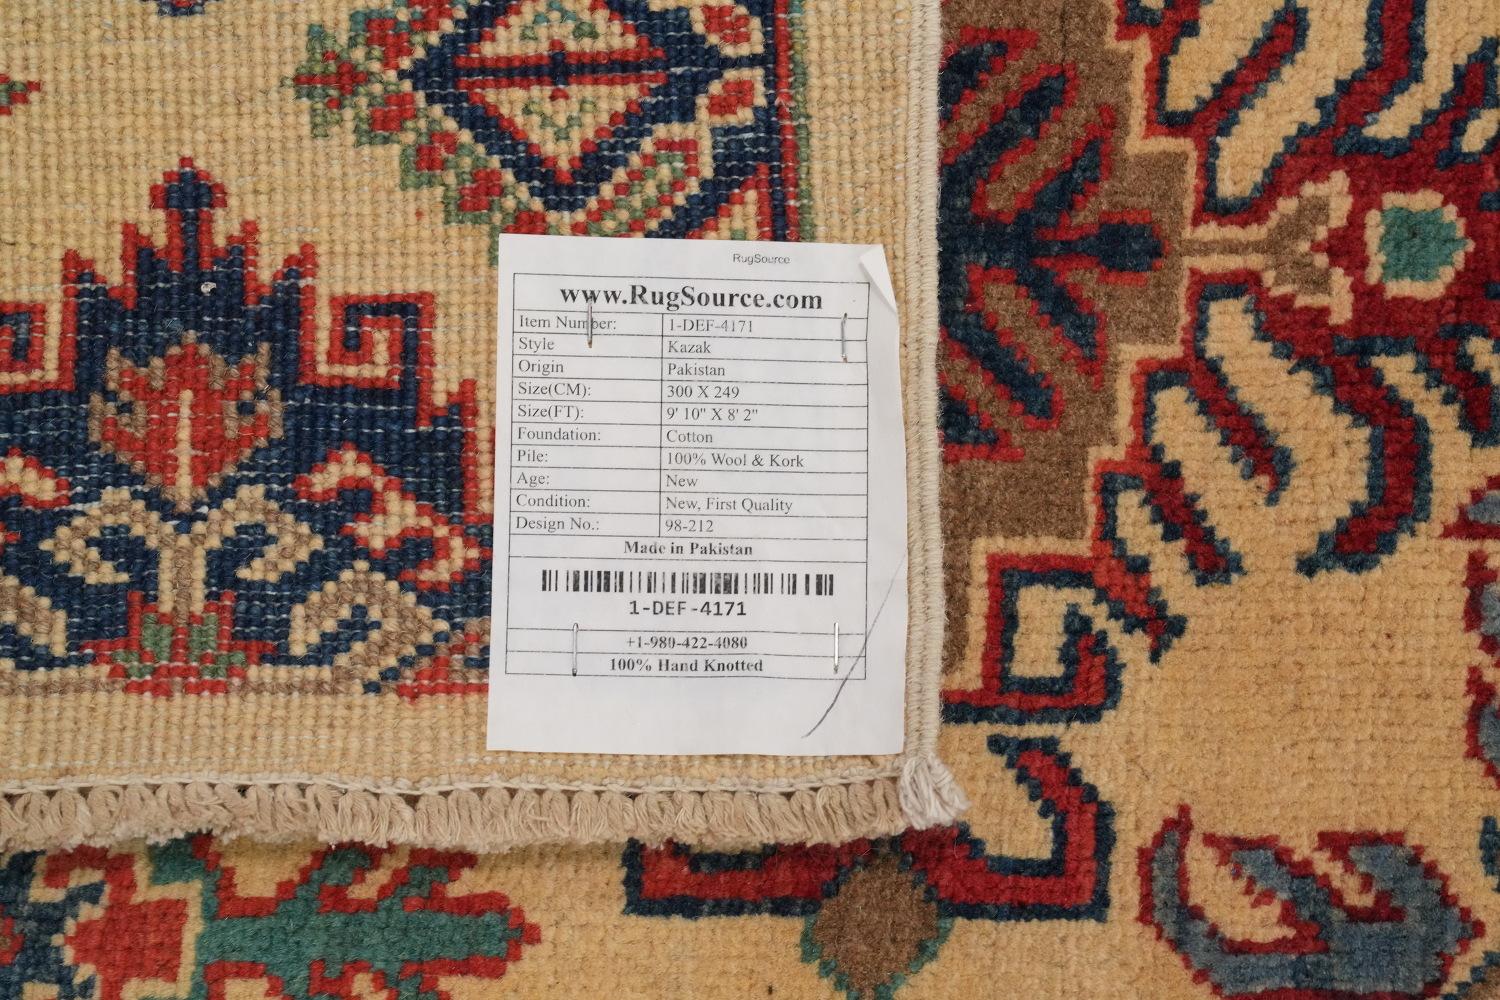 RugSource
www.RugSource.com
Item Number: 1-DEF-4171
Style Kazak
Origin Pakistan
Size(CM): 300 X 249
Size(FT): 9' 10" X 8' 2"
Foundation: Cotton
Pile: 100% Wool & Kork
Age: New
Condition: New, First Quality
Design No.: 98-212
Made in Pakistan
1-DEF-4171
+1-980-422-4080
100% Hand Knotted